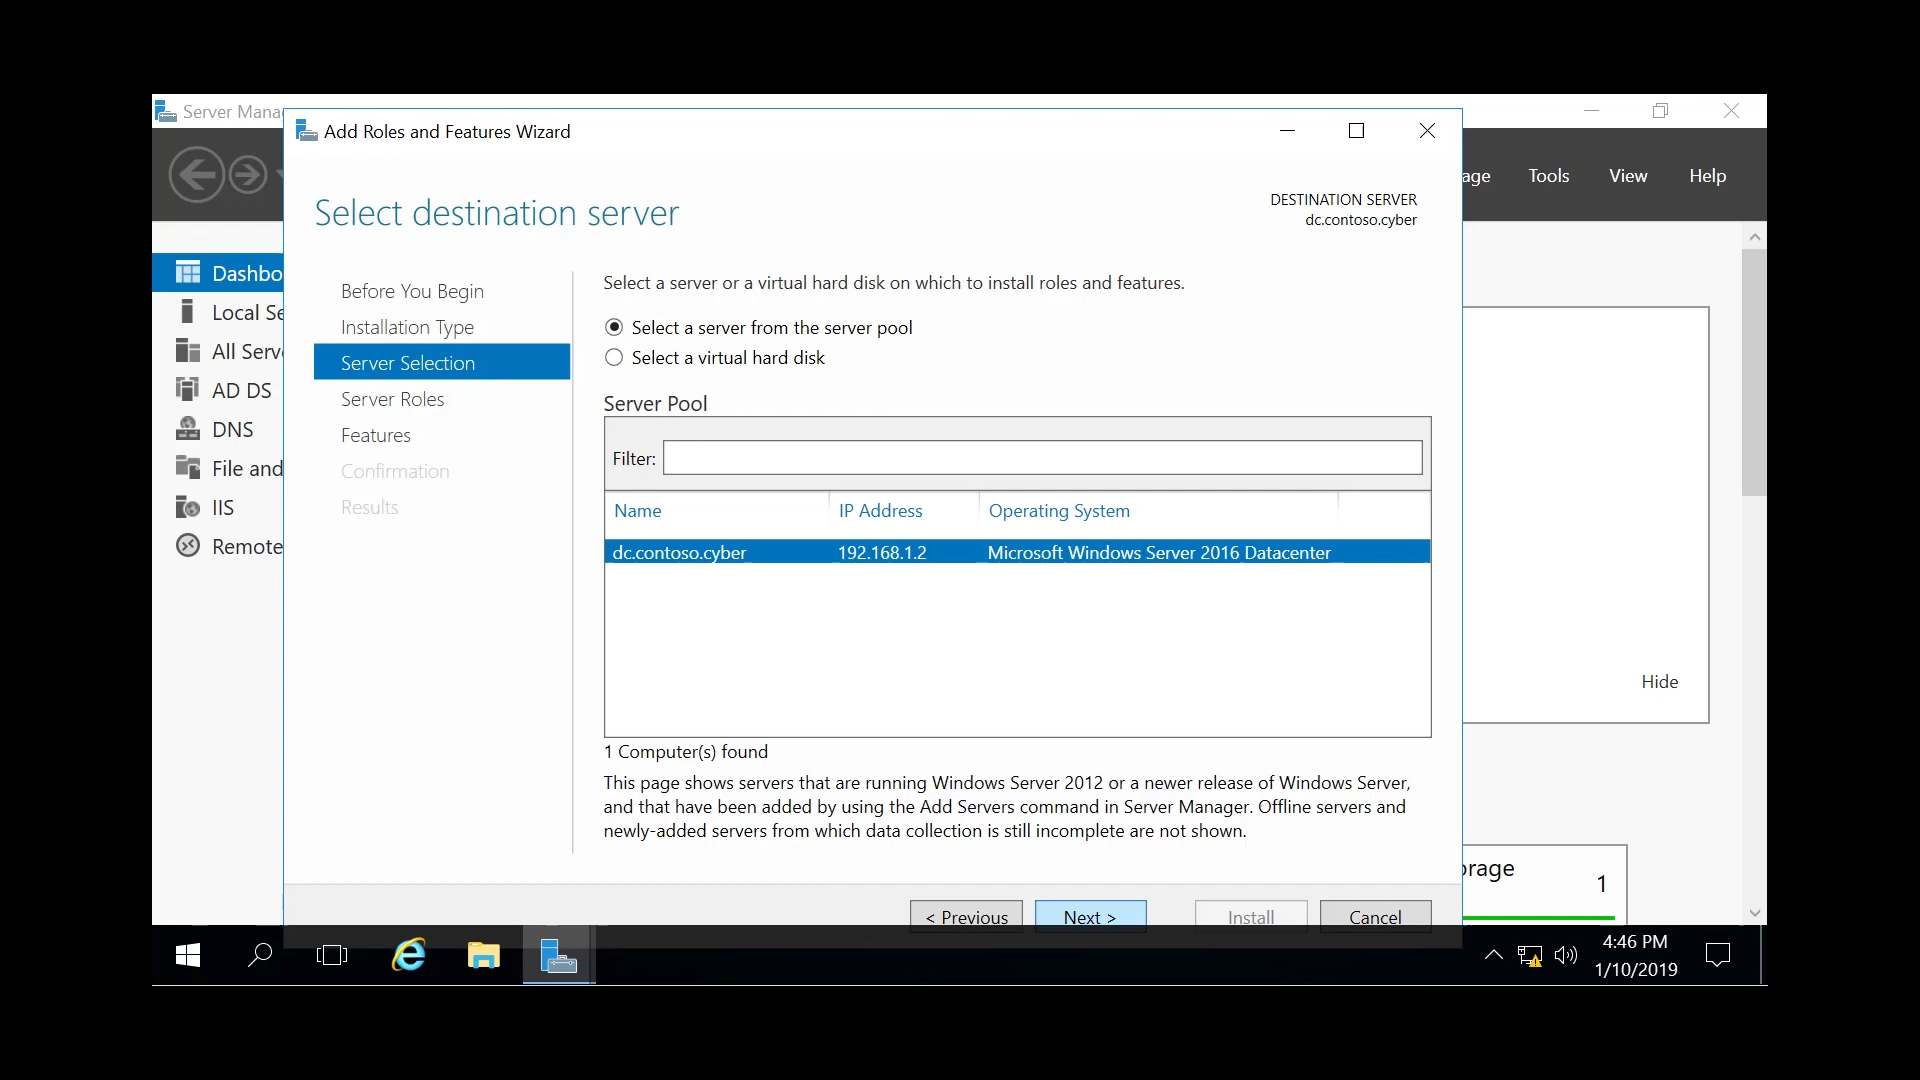 Server Mana
Add Roles and Features Wizard
age
Tools
View
Help
Select destination server
DESTINATION SERVER
dc.contoso.cyber
Dashbo
Local Se
All Serv
AD DS
DNS
File and
IIS
Remote
Before You Begin
Installation Type
Server Selection
Server Roles
Features
Confirmation
Results
Select a server or a virtual hard disk on which to install roles and features.
Select a server from the server pool
Select a virtual hard disk
Server Pool
Filter:
Name IP Address Operating System
dc.contoso.cyber 192.168.1.2 Microsoft Windows Server 2016 Datacenter
1 Computer(s) found
This page shows servers that are running Windows Server 2012 or a newer release of Windows Server,
and that have been added by using the Add Servers command in Server Manager. Offline servers and
newly-added servers from which data collection is still incomplete are not shown.
Hide
orage
1
< Previous
Next >
Install
Cancel
4:46 PM
1/10/2019